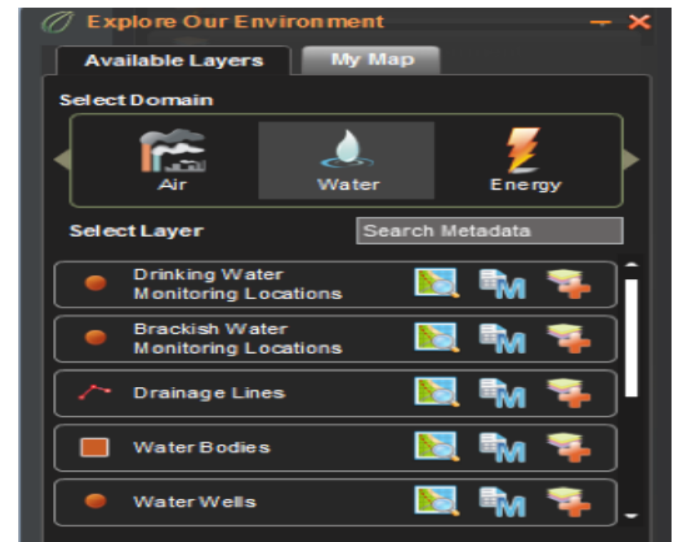 Explore Our Environment
Available Layers
My Map
Select Domain
Air
Water
Energy
Select Layer
Search Metadata
Drinking Water
Monitoring Locations
M
Brackish Water
Monitoring Locations
M
Drainage Lines
M
Water Bodies
M
Water Wells
M